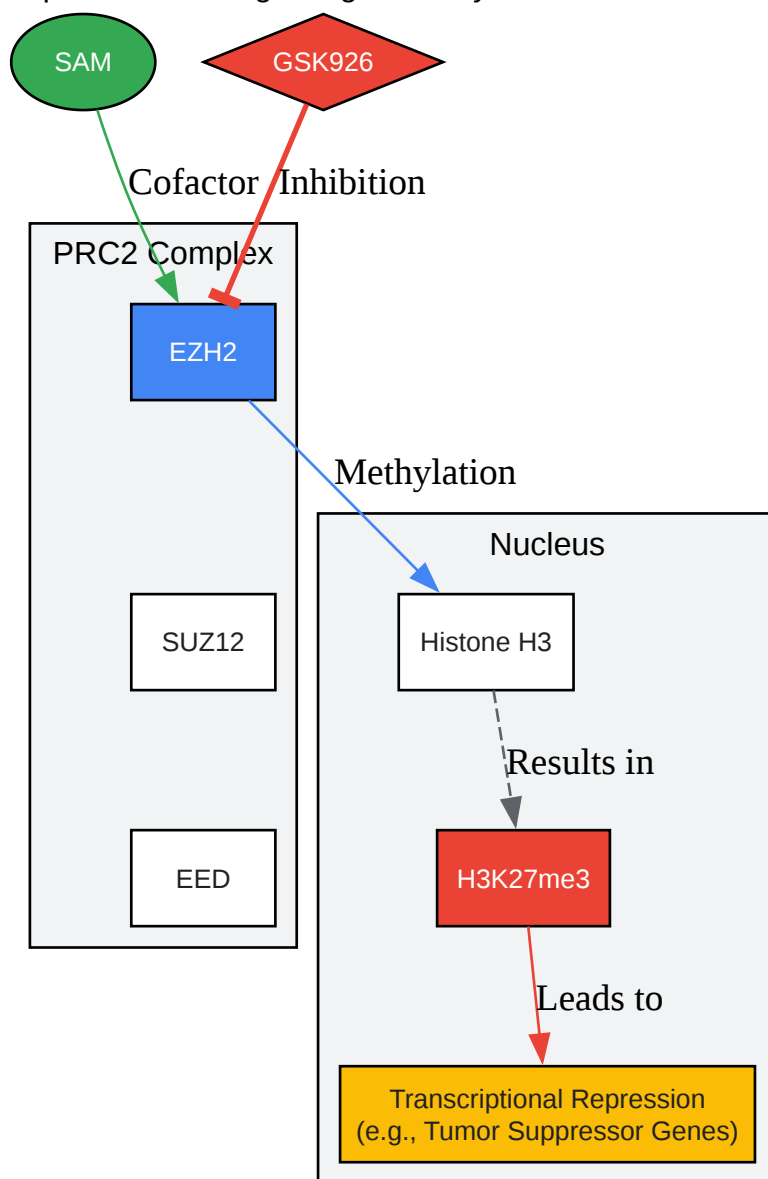 SAM
GSK926
Cofactor
Inhibition
PRC2 Complex
EZH2
Methylation
Nucleus
SUZ12
Histone H3
Results in
EED
H3K27me3
Leads to
Transcriptional Repression
(e.g., Tumor Suppressor Genes)